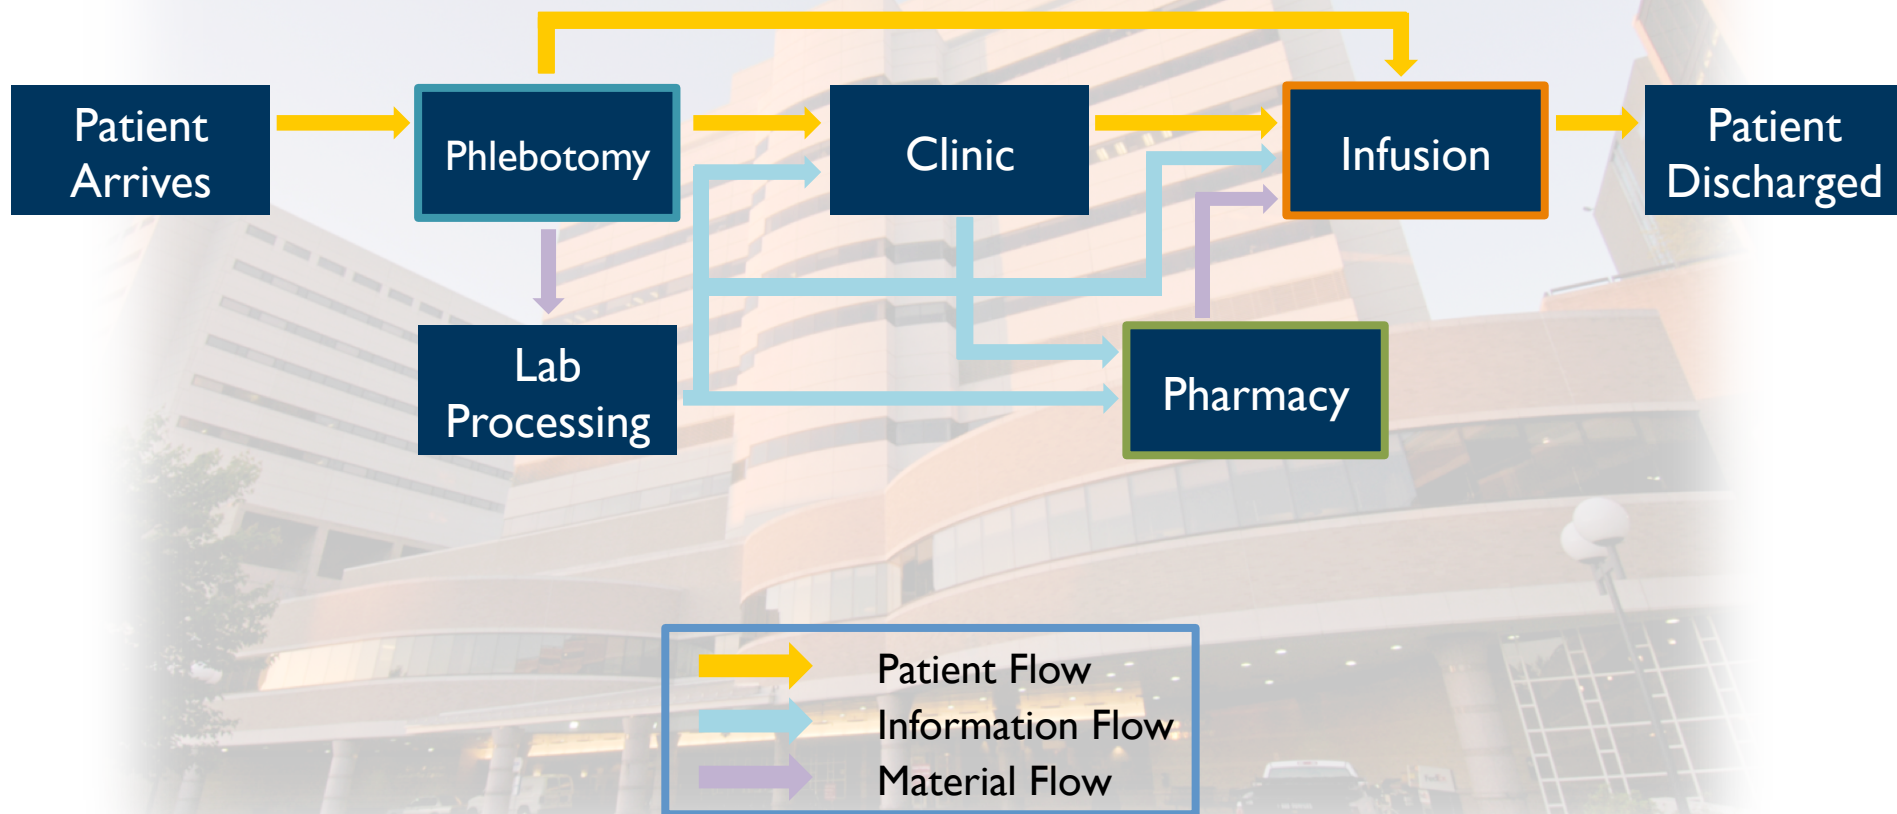 Patient
Arrives
Phlebotomy
Clinic
Infusion
Patient
Discharged
Lab
Processing
Pharmacy
Patient Flow
Information Flow
Material Flow